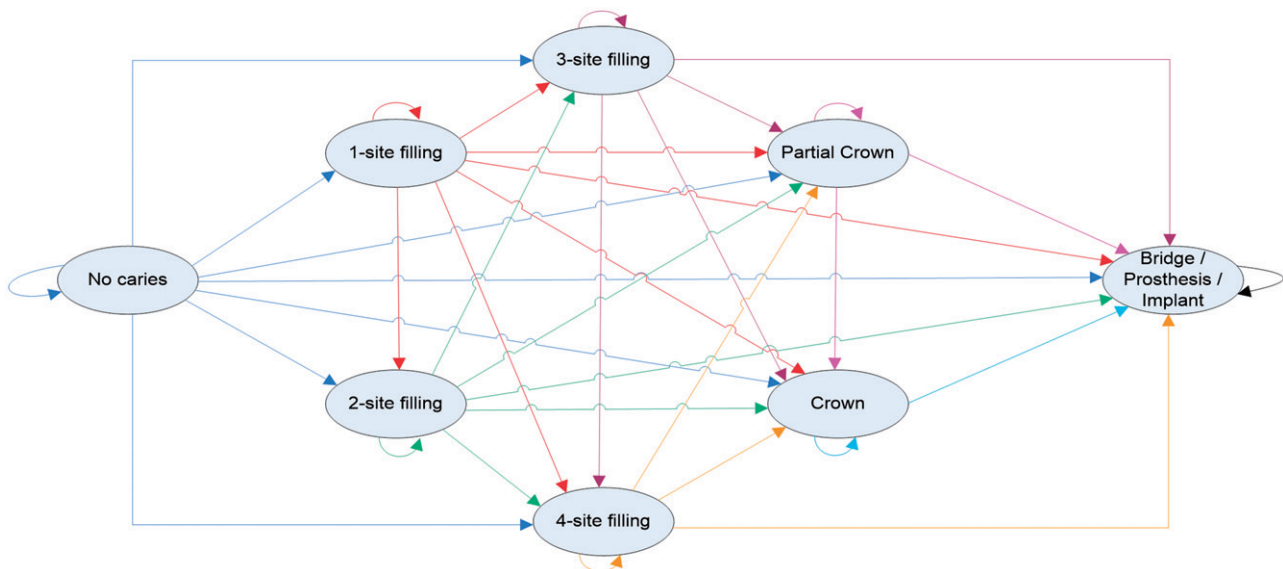 3-site filling
1-site filling
Partial Crown
No caries
Bridge /
Prosthesis /
Implant
2-site filling
Crown
4-site filling